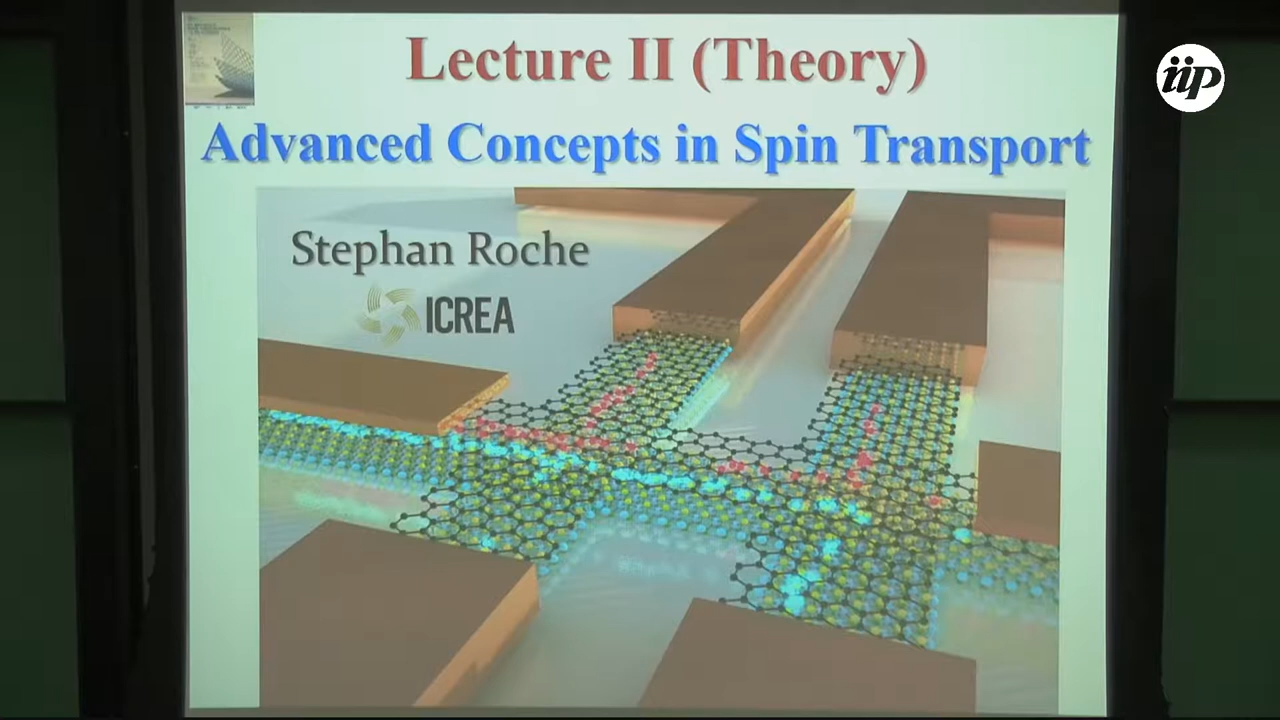 Lecture II (Theory)
iip
Advanced Concepts in Spin Transport
Stephan Roche
ICREA